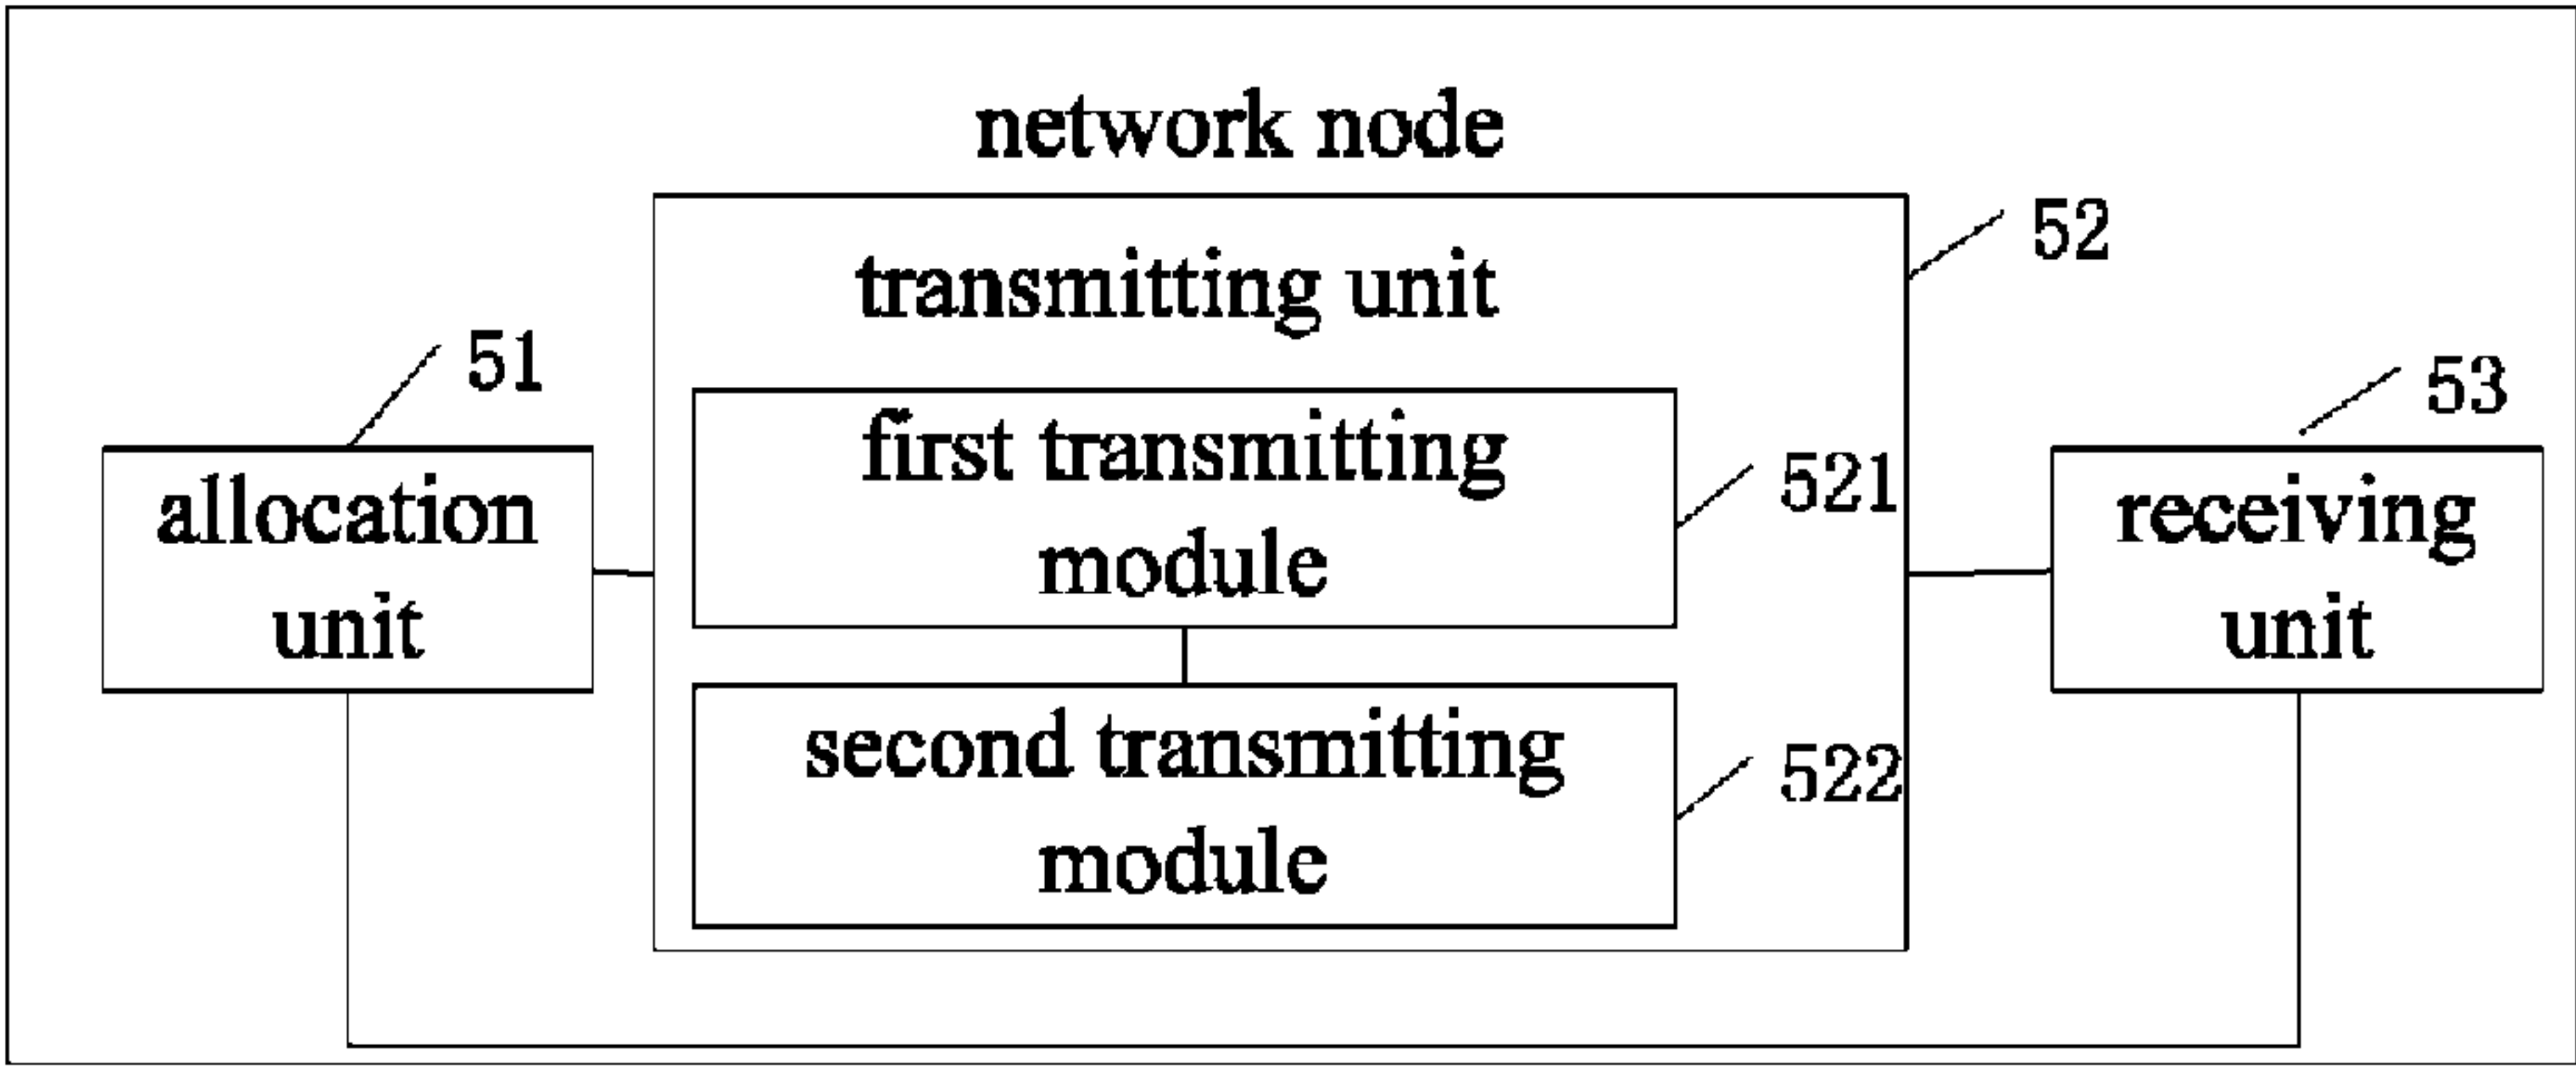 network node
transmitting unit
52
51
allocation
unit
first transmitting
module
521
second transmitting
module
522
53
receiving
unit